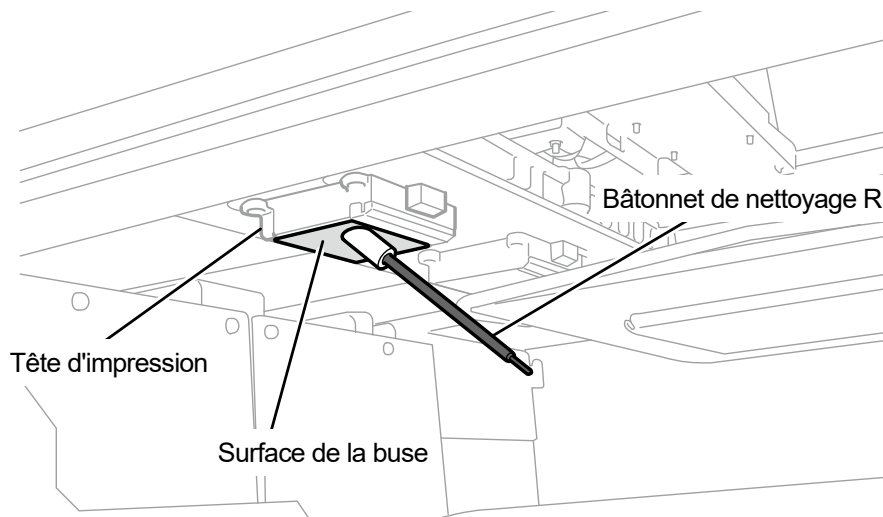 Bâtonnet de nettoyage R
Tête d'impression
Surface de la buse